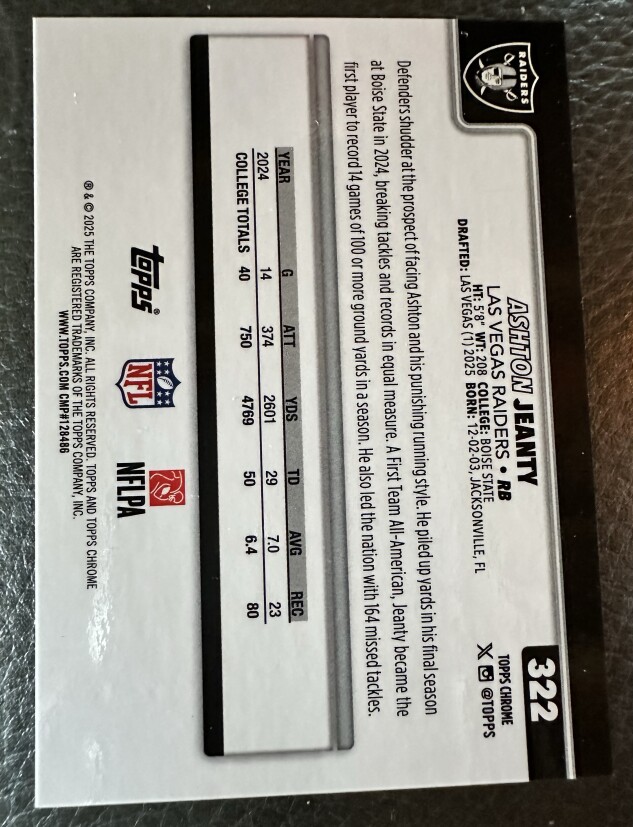 RAIDERS
322
ASHTON JEANTY
LAS VEGAS RAIDERS • RB
HT: 5'8" WT: 208 COLLEGE: BOISE STATE
DRAFTED: LAS VEGAS (1) 2025 BORN: 12-02-03, JACKSONVILLE, FL
TOPPS CHROME
X @TOPPS
Defenders shudder at the prospect of facing Ashton and his punishing running style. He piled up yards in his final season
at Boise State in 2024, breaking tackles and records in equal measure. A First Team All-American, Jeanty became the
first player to record 14 games of 100 or more ground yards in a season. He also led the nation with 164 missed tackles.
YEAR G ATT YDS TD AVG REC
2024 14 374 2601 29 7.0 23
COLLEGE TOTALS 40 750 4769 50 6.4 80
topps®
NFL
NFLPA
® & © 2025 THE TOPPS COMPANY, INC. ALL RIGHTS RESERVED. TOPPS AND TOPPS CHROME
ARE REGISTERED TRADEMARKS OF THE TOPPS COMPANY, INC.
WWW.TOPPS.COM CMP#128486